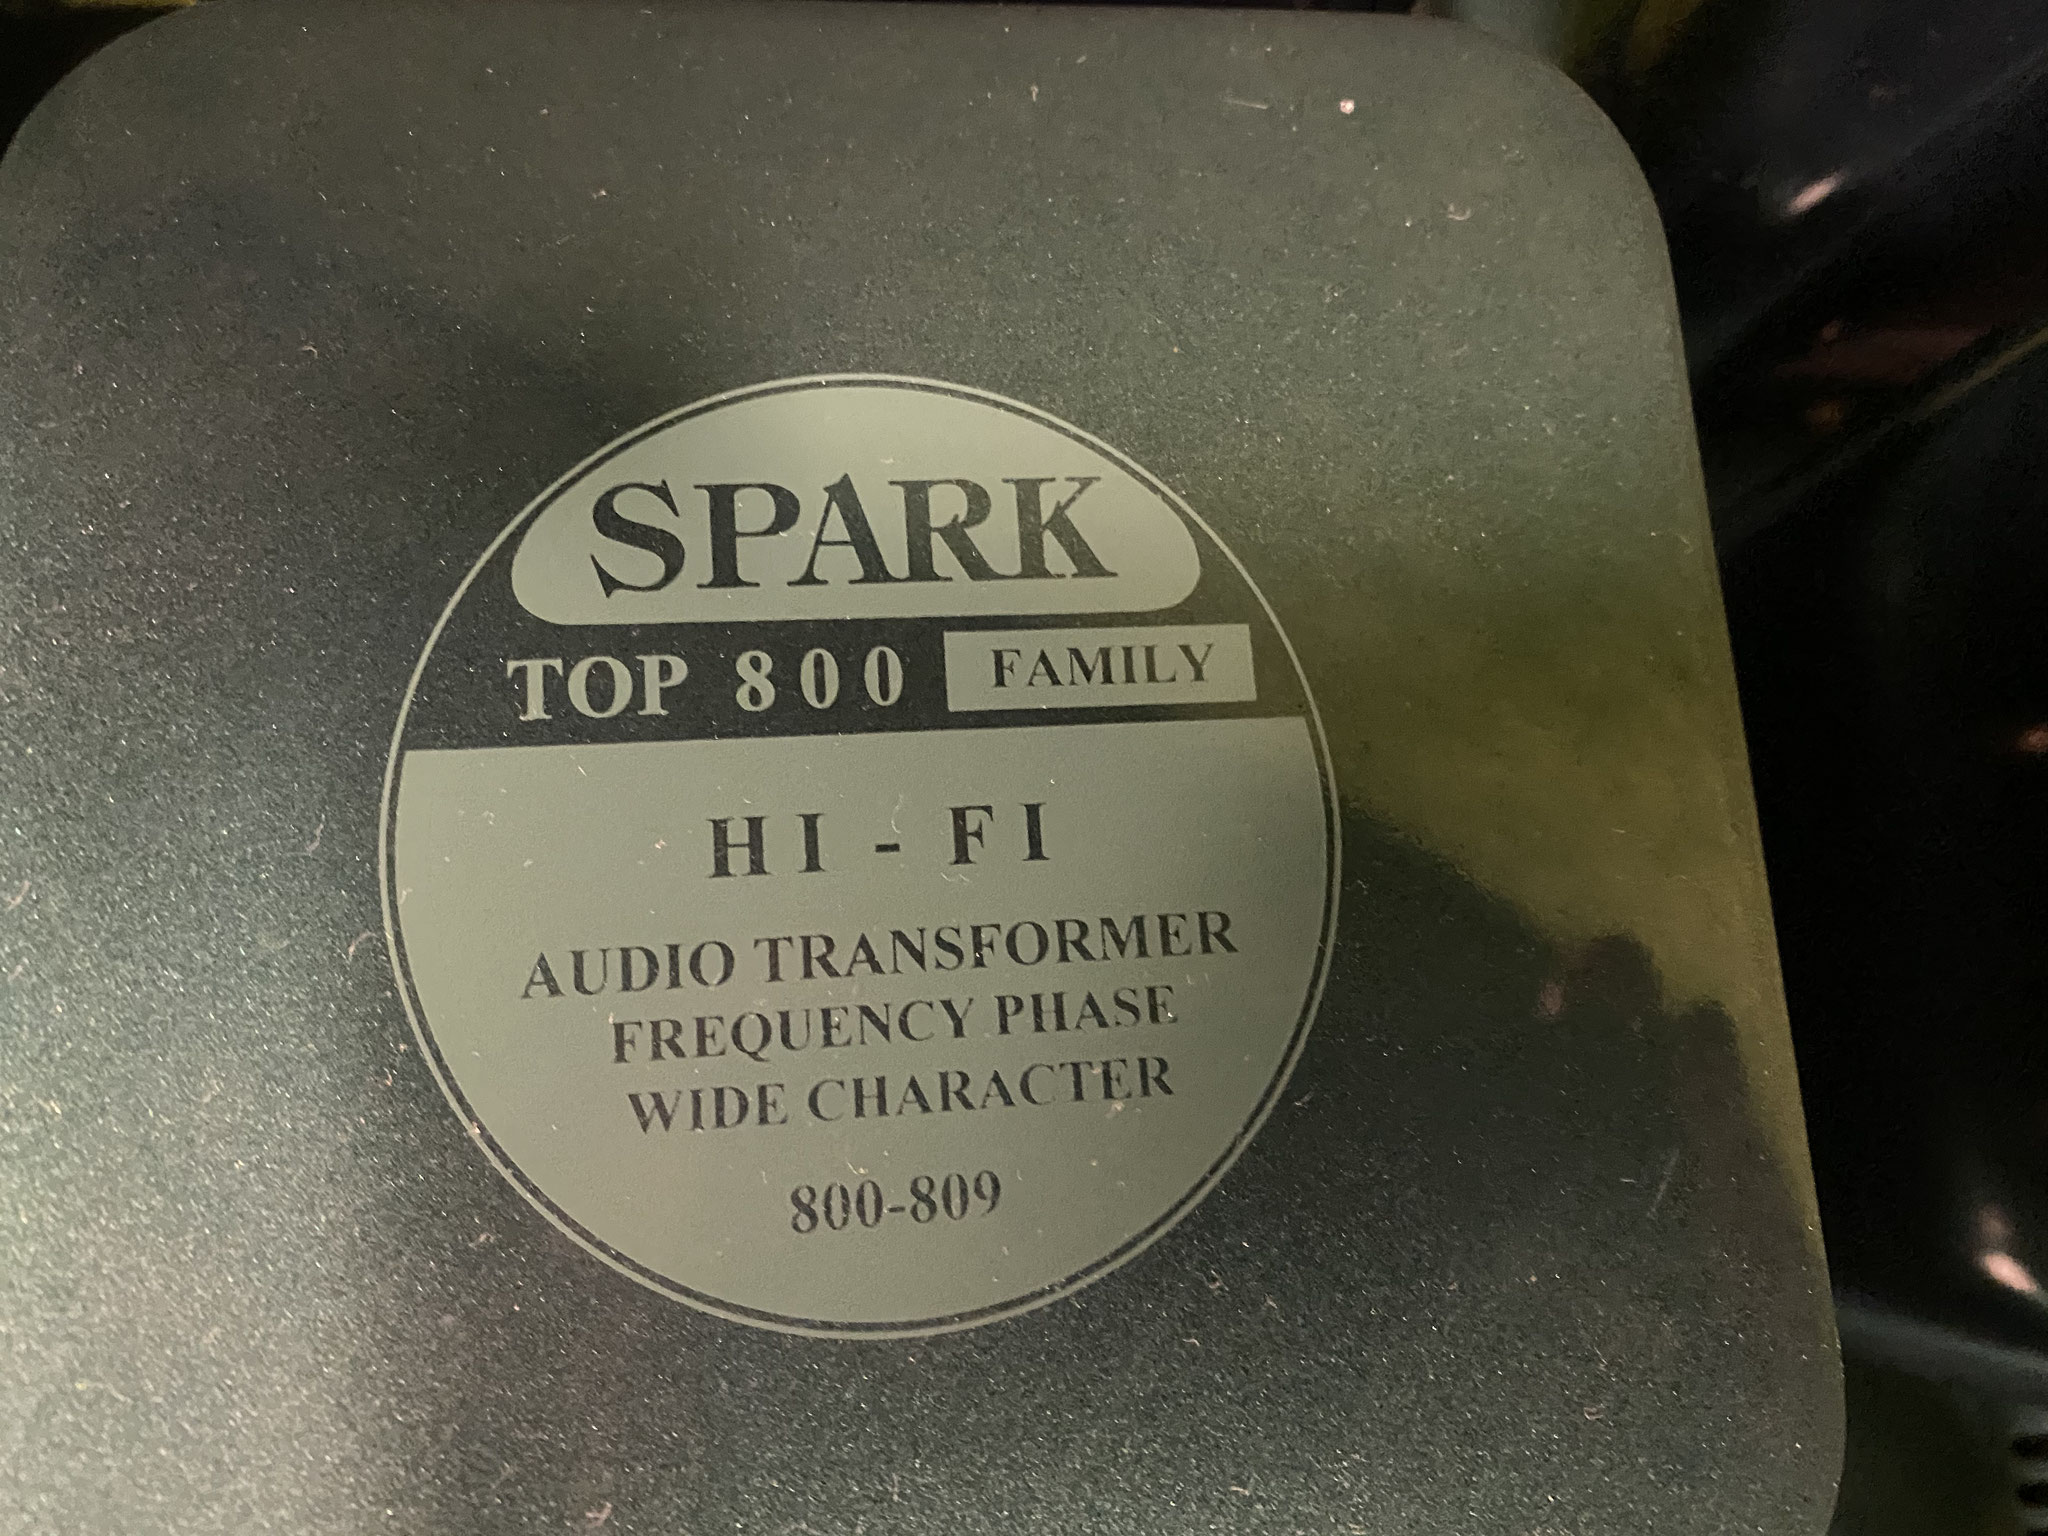 SPARK
TOP 800 FAMILY
HI-FI
AUDIO TRANSFORMER
FREQUENCY PHASE
WIDE CHARACTER
800-809